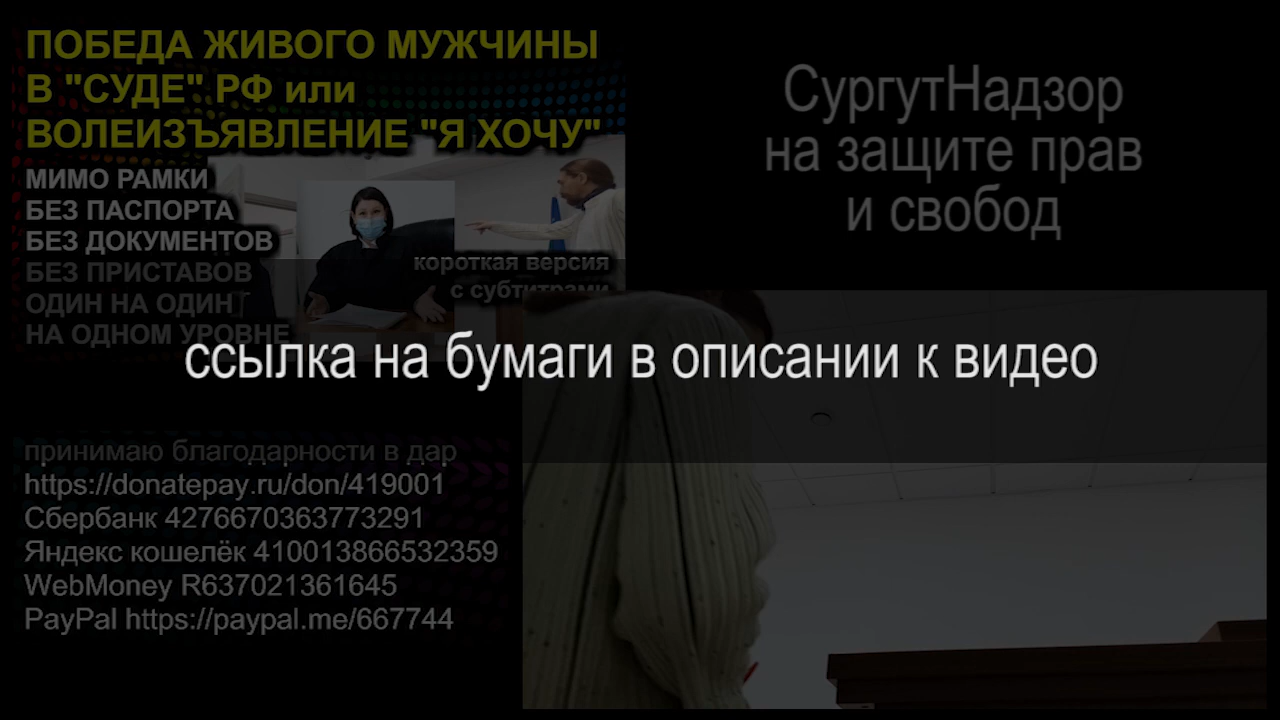 ПОБЕДА ЖИВОГО МУЖЧИНЫ
В "СУДЕ" РФ или
ВОЛЕИЗЪЯВЛЕНИЕ "Я ХОЧУ"
МИМО РАМКИ
БЕЗ ПАСПОРТА
БЕЗ ДОКУМЕНТОВ
БЕЗ ПРИСТАВОВ
ОДИН НА ОДИН
НА ОДНОМ УРОВНЕ
короткая версия
с субтитрами
СургутНадзор
на защите прав
и свобод
ссылка на бумаги в описании к видео
принимаю благодарности в дар
https://donatepay.ru/don/419001
Сбербанк 4276670363773291
Яндекс кошелёк 410013866532359
WebMoney R637021361645
PayPal https://paypal.me/667744